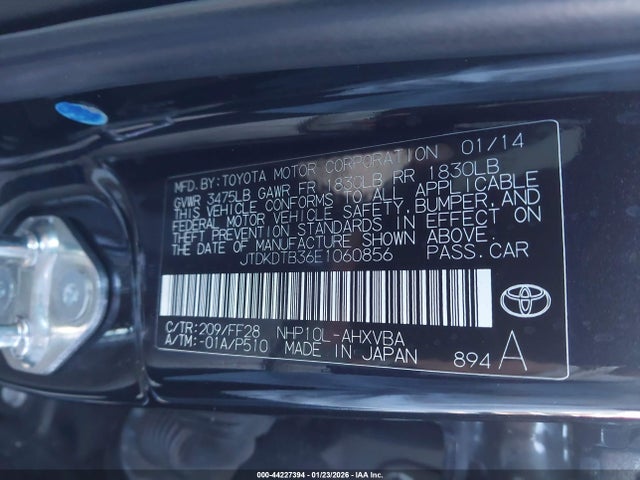 01/14
MFD. BY: TOYOTA MOTOR CORPORATION
GVWR 3475LB GAWR FR 1830LB RR 1830LB
THIS VEHICLE CONFORMS TO ALL APPLICABLE
FEDERAL MOTOR VEHICLE SAFETY, BUMPER, AND
THEFT PREVENTION STANDARDS IN EFFECT ON
THE DATE OF MANUFACTURE SHOWN ABOVE.
JTDKDTB36E1060856 PASS. CAR
C/TR: 209/FF28 NHP10L-AHXVBA
A/TM: -01A/P510 MADE IN JAPAN 894 A
000-44227394 - 01/23/2026 - IAA Inc.